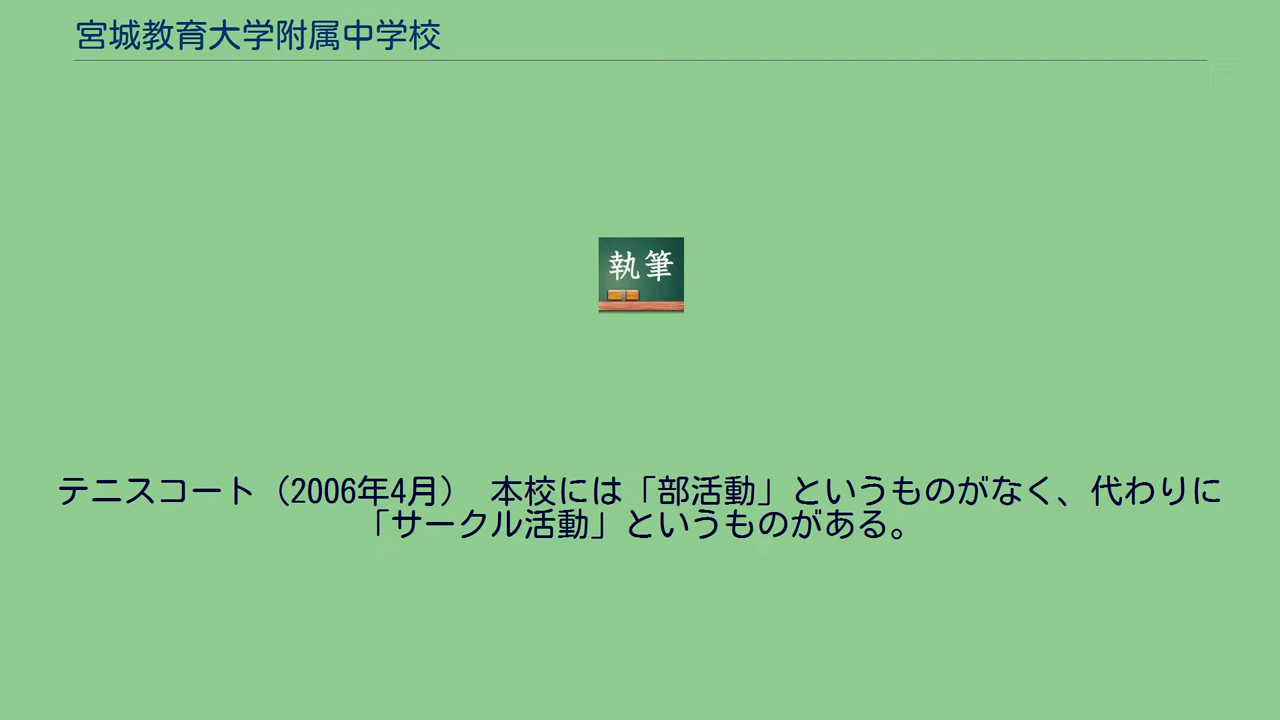 宮城教育大学附属中学校
執筆
テニスコート（2006年4月） 本校には「部活動」というものがなく、代わりに
「サークル活動」というものがある。